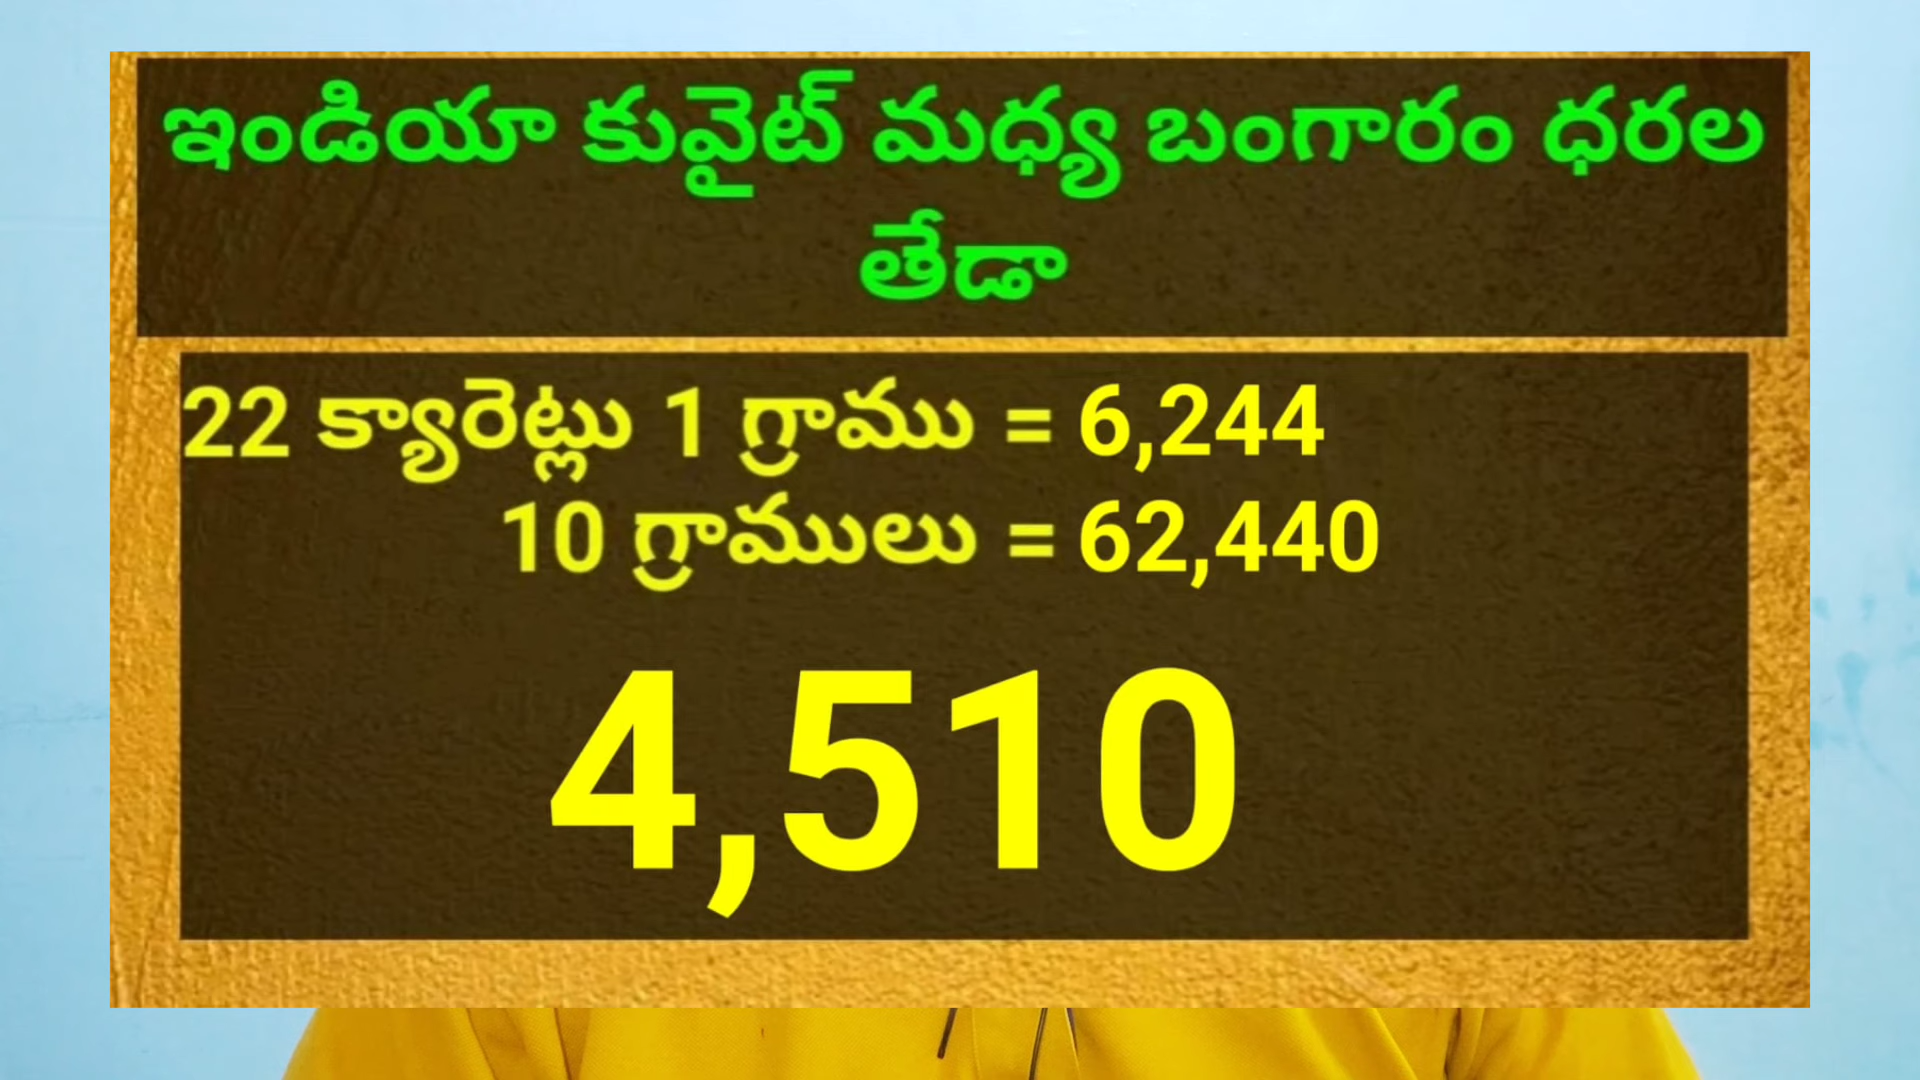 ఇండియా కువైట్ మధ్య బంగారం ధరల
తేడా
22 క్యారెట్లు 1 గ్రాము = 6,244
10 గ్రాములు = 62,440
4,510